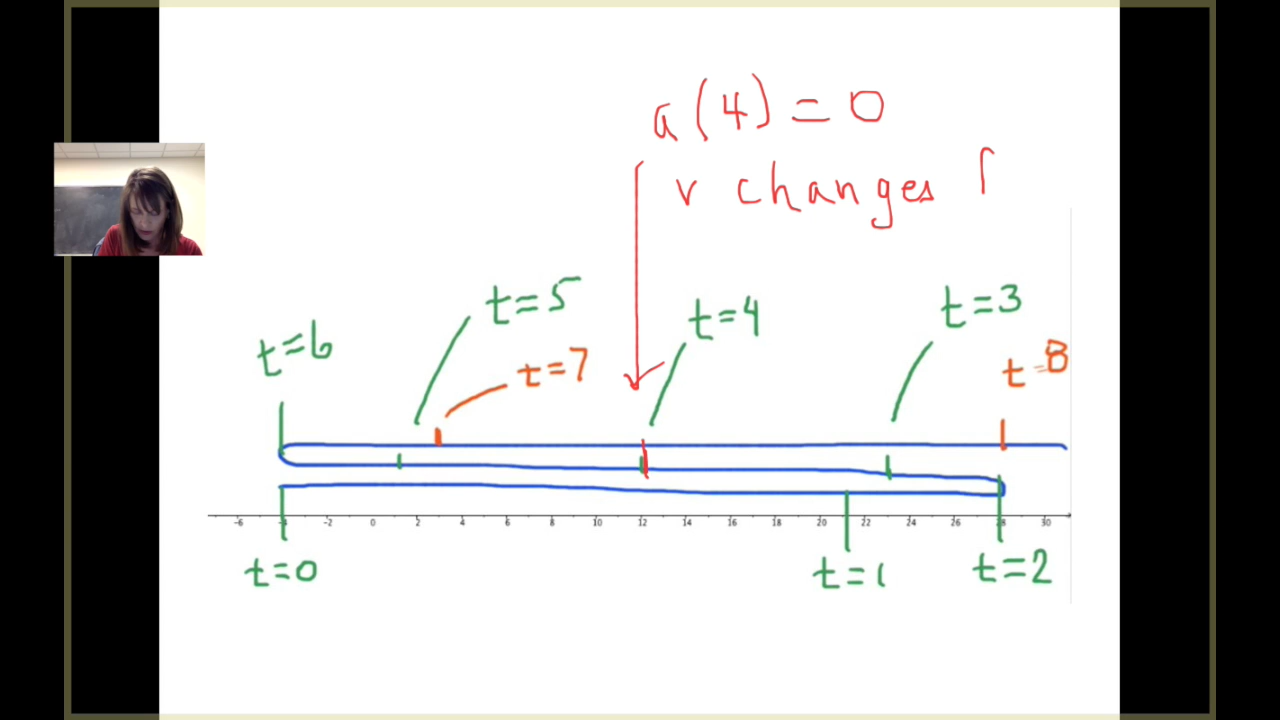 a(4) = 0
v changes
t=5
t=4
t=3
t=6
t=7
t=8
-6 -4 -2 0 2 4 6 8 10 12 14 16 18 20 22 24 26 28 30
t=0
t=1
t=2